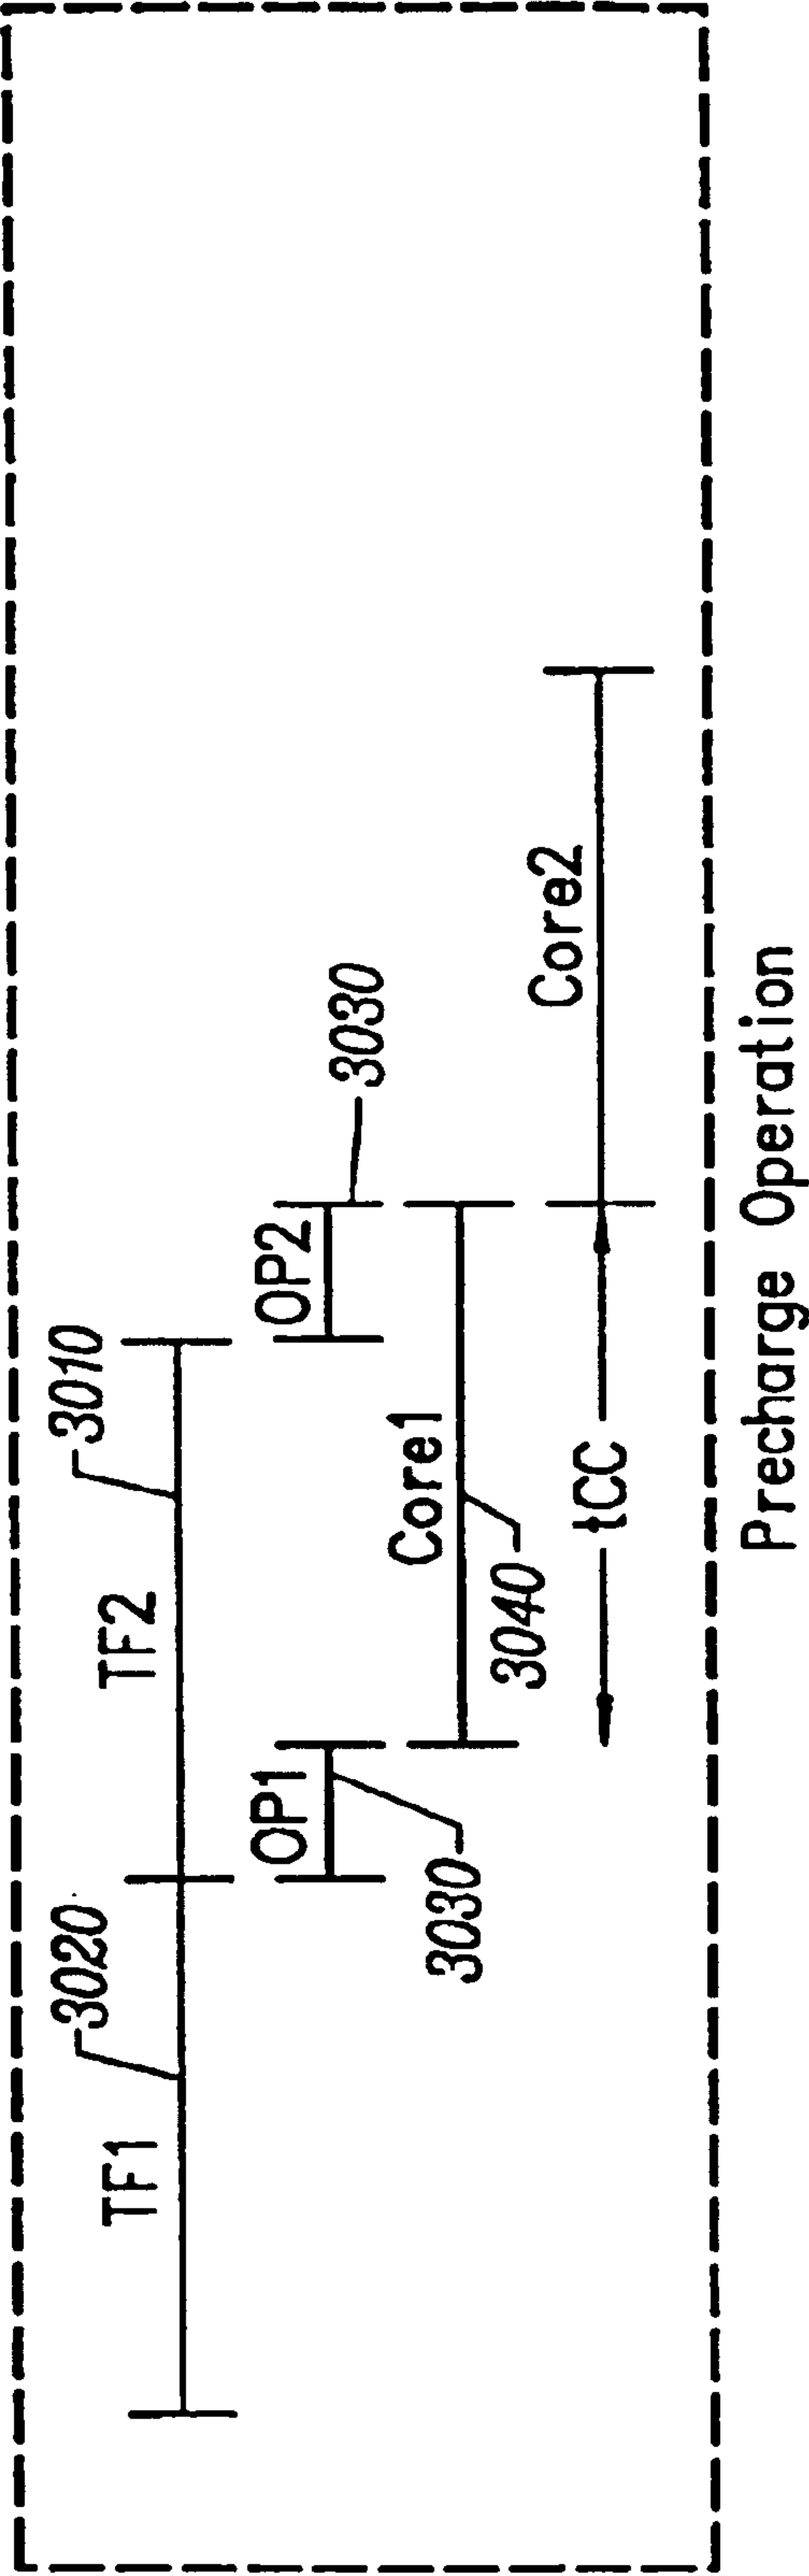 3020
3010
TF1
TF2
OP1
OP2
3030
3030
Core1
3040
Core2
tCC
Precharge Operation